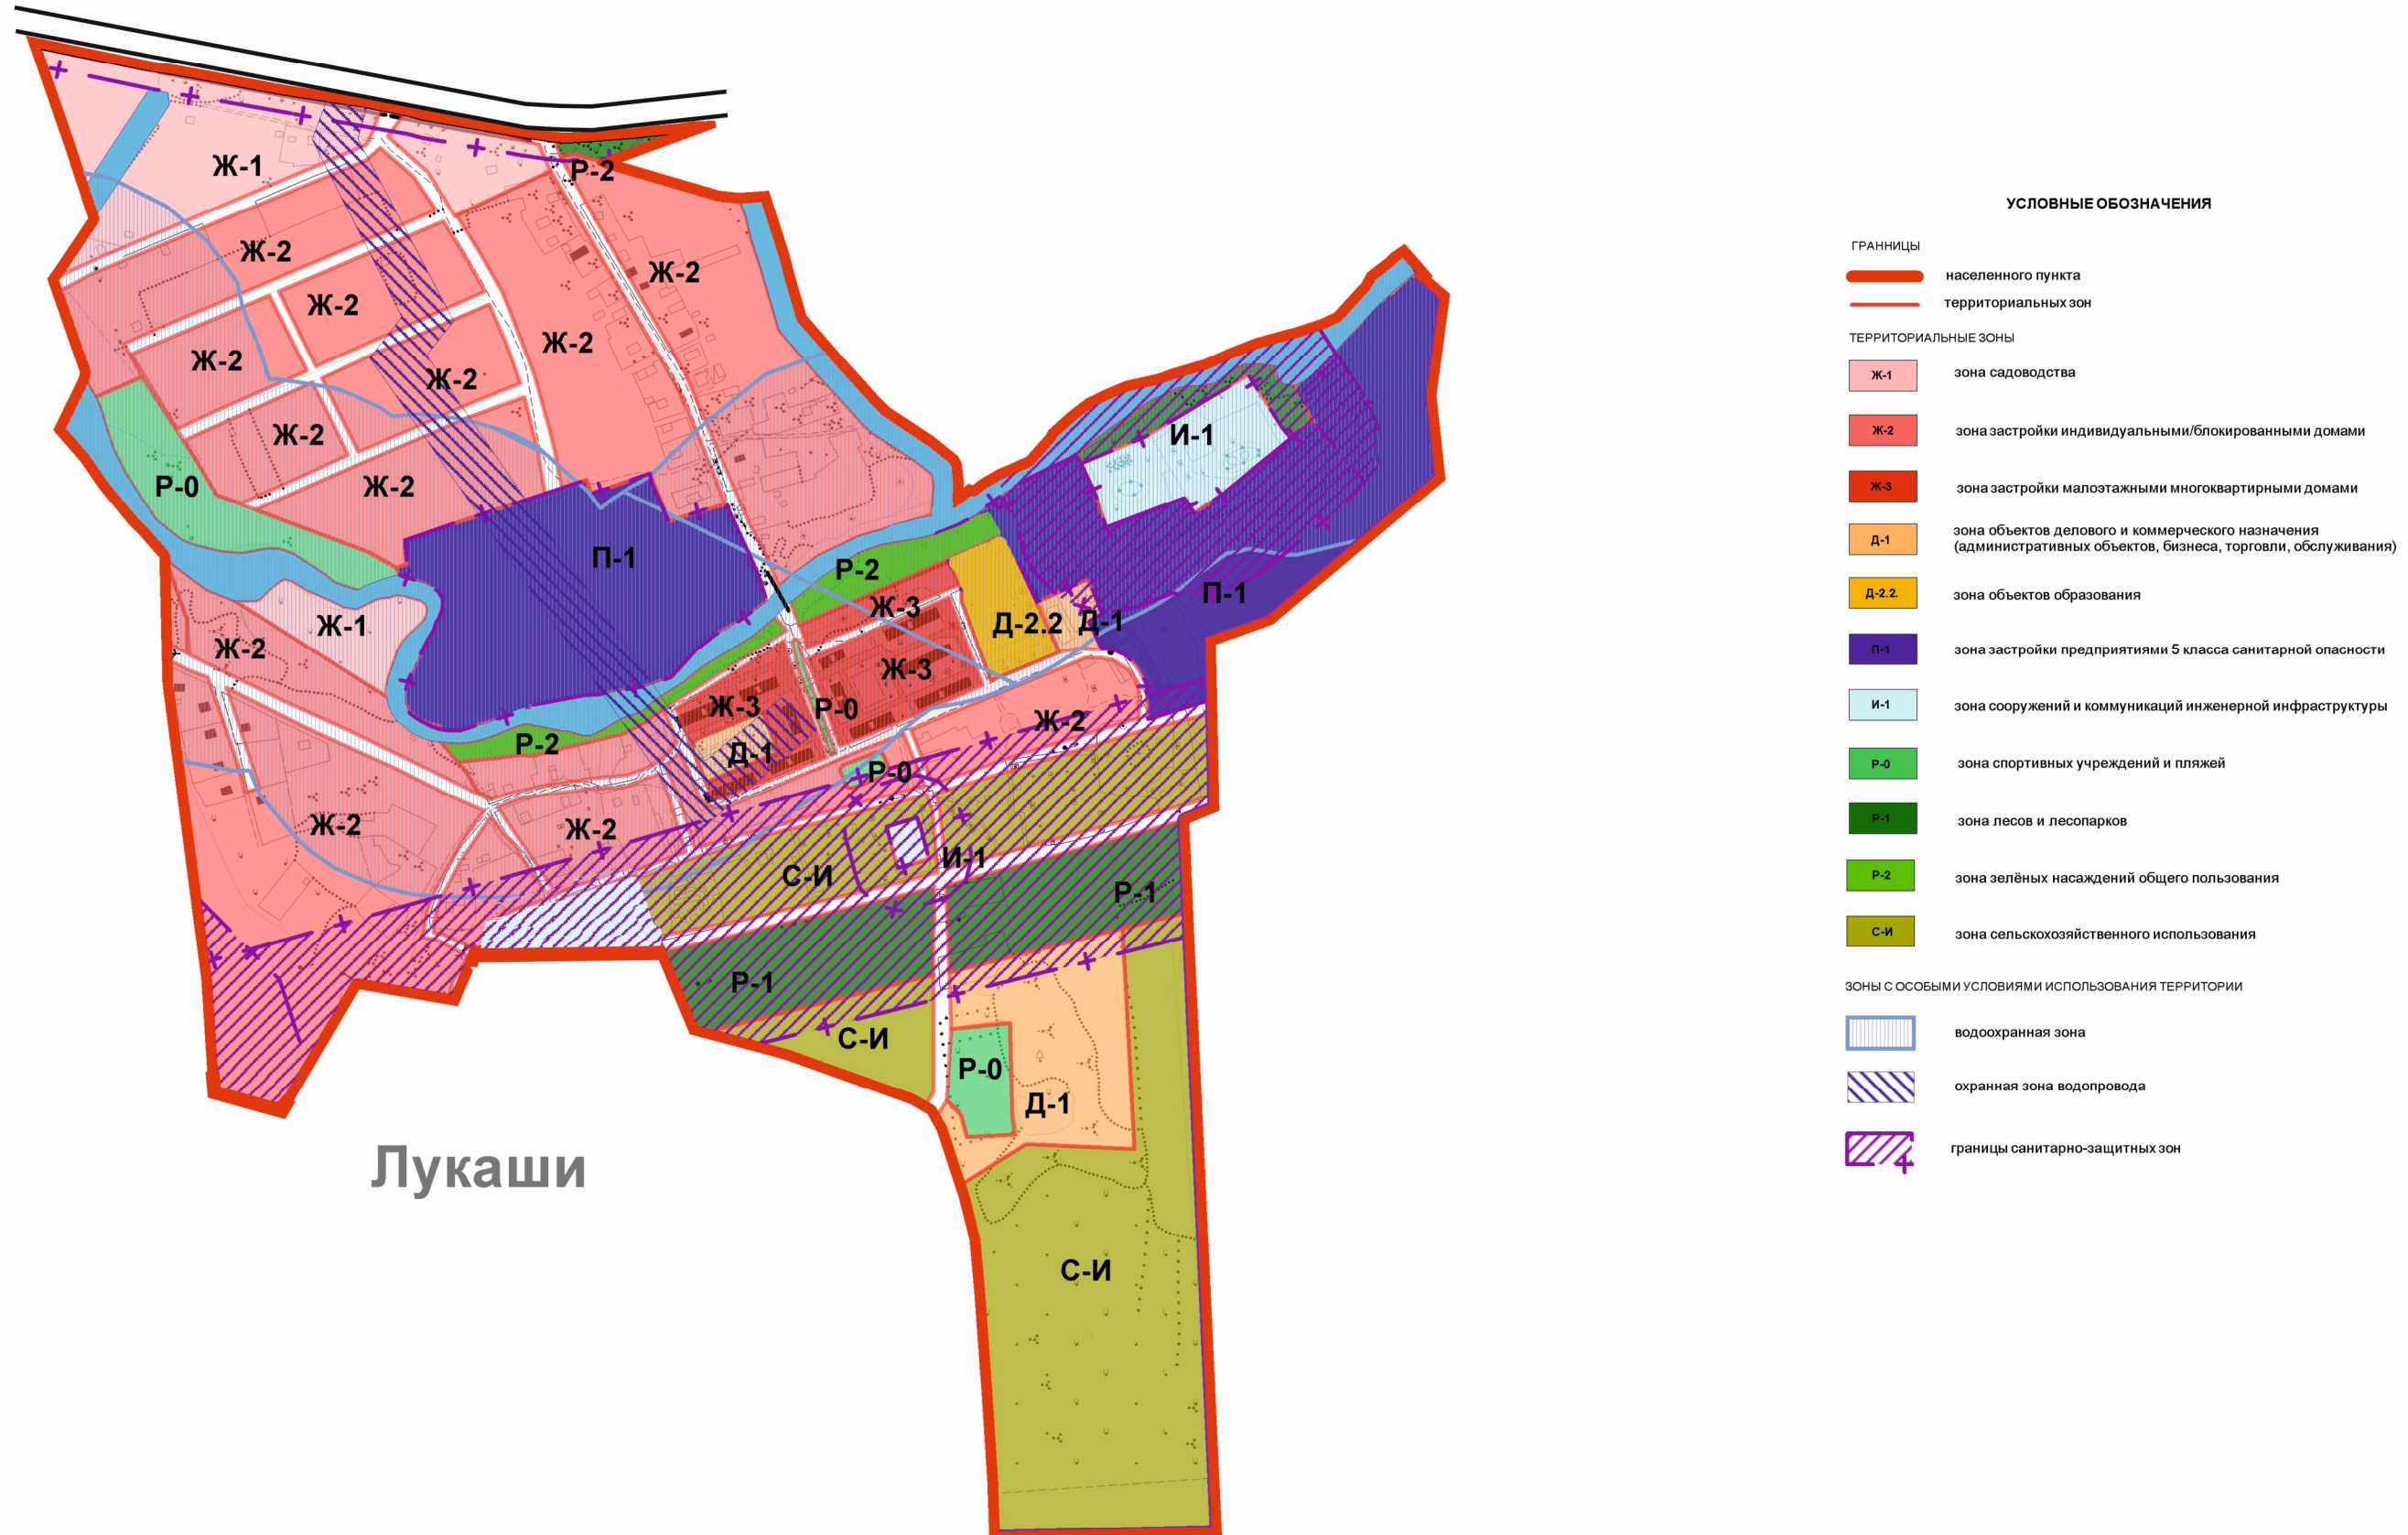 Ж-1
Р-2
Ж-2
Ж-2
Ж-2
Ж-2
Ж-2
Ж-2
Ж-2
Ж-2
Р-0
И-1
П-1
Р-2
П-1
Ж-3
Д-2.2
Д-1
Ж-1
Ж-2
Ж-3
Ж-3
Р-0
Р-2
Д-1
Ж-2
Р-0
Ж-2
Ж-2
С-И
И-1
Р-1
Р-1
С-И
Р-0
Д-1
С-И
Лукаши
УСЛОВНЫЕ ОБОЗНАЧЕНИЯ
ГРАННИЦЫ
населенного пункта
территориальных зон
ТЕРРИТОРИАЛЬНЫЕ ЗОНЫ
Ж-1 зона садоводства
Ж-2 зона застройки индивидуальными/блокированными домами
Ж-3 зона застройки малоэтажными многоквартирными домами
Д-1 зона объектов делового и коммерческого назначения
(административных объектов, бизнеса, торговли, обслуживания)
Д-2.2. зона объектов образования
П-1 зона застройки предприятиями 5 класса санитарной опасности
И-1 зона сооружений и коммуникаций инженерной инфраструктуры
Р-0 зона спортивных учреждений и пляжей
Р-1 зона лесов и лесопарков
Р-2 зона зелёных насаждений общего пользования
С-И зона сельскохозяйственного использования
ЗОНЫ С ОСОБЫМИ УСЛОВИЯМИ ИСПОЛЬЗОВАНИЯ ТЕРРИТОРИИ
водоохранная зона
охранная зона водопровода
границы санитарно-защитных зон